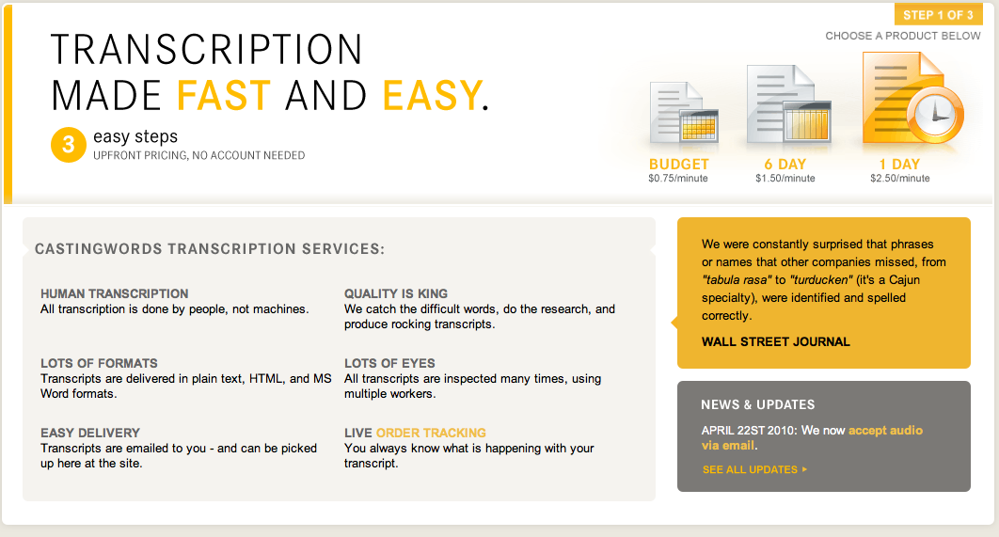 STEP 1 OF 3
CHOOSE A PRODUCT BELOW
TRANSCRIPTION
MADE FAST AND EASY.
3 easy steps
UPFRONT PRICING, NO ACCOUNT NEEDED
BUDGET
$0.75/minute
6 DAY
$1.50/minute
1 DAY
$2.50/minute
CASTINGWORDS TRANSCRIPTION SERVICES:
HUMAN TRANSCRIPTION
All transcription is done by people, not machines.
QUALITY IS KING
We catch the difficult words, do the research, and
produce rocking transcripts.
LOTS OF FORMATS
Transcripts are delivered in plain text, HTML, and MS
Word formats.
LOTS OF EYES
All transcripts are inspected many times, using
multiple workers.
EASY DELIVERY
Transcripts are emailed to you - and can be picked
up here at the site.
LIVE ORDER TRACKING
You always know what is happening with your
transcript.
We were constantly surprised that phrases
or names that other companies missed, from
"tabula rasa" to "turducken" (it's a Cajun
specialty), were identified and spelled
correctly.
WALL STREET JOURNAL
NEWS & UPDATES
APRIL 22ST 2010: We now accept audio
via email.
SEE ALL UPDATES